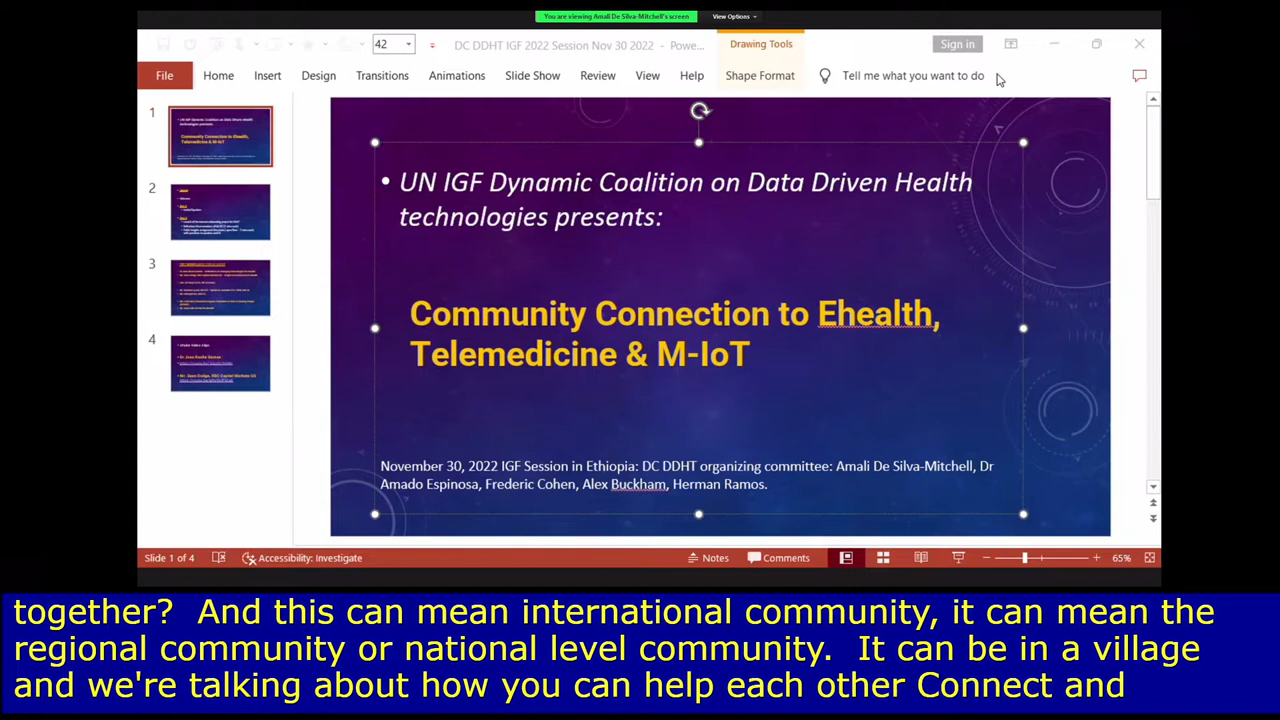 You are viewing Amali De Silva-Mitchell's screen
View Options
42
DC DDHT IGF 2022 Session Nov 30 2022 - Powe...
Drawing Tools
Sign in
File
Home
Insert
Design
Transitions
Animations
Slide Show
Review
View
Help
Shape Format
Tell me what you want to do
1
2
3
4
• UN IGF Dynamic Coalition on Data Driven Health
technologies presents:
Community Connection to Ehealth,
Telemedicine & M-IoT
November 30, 2022 IGF Session in Ethiopia: DC DDHT organizing committee: Amali De Silva-Mitchell, Dr
Amado Espinosa, Frederic Cohen, Alex Buckham, Herman Ramos.
Slide 1 of 4
Accessibility: Investigate
Notes
Comments
65%
together?  And this can mean international community, it can mean the
regional community or national level community.  It can be in a village
and we're talking about how you can help each other Connect and